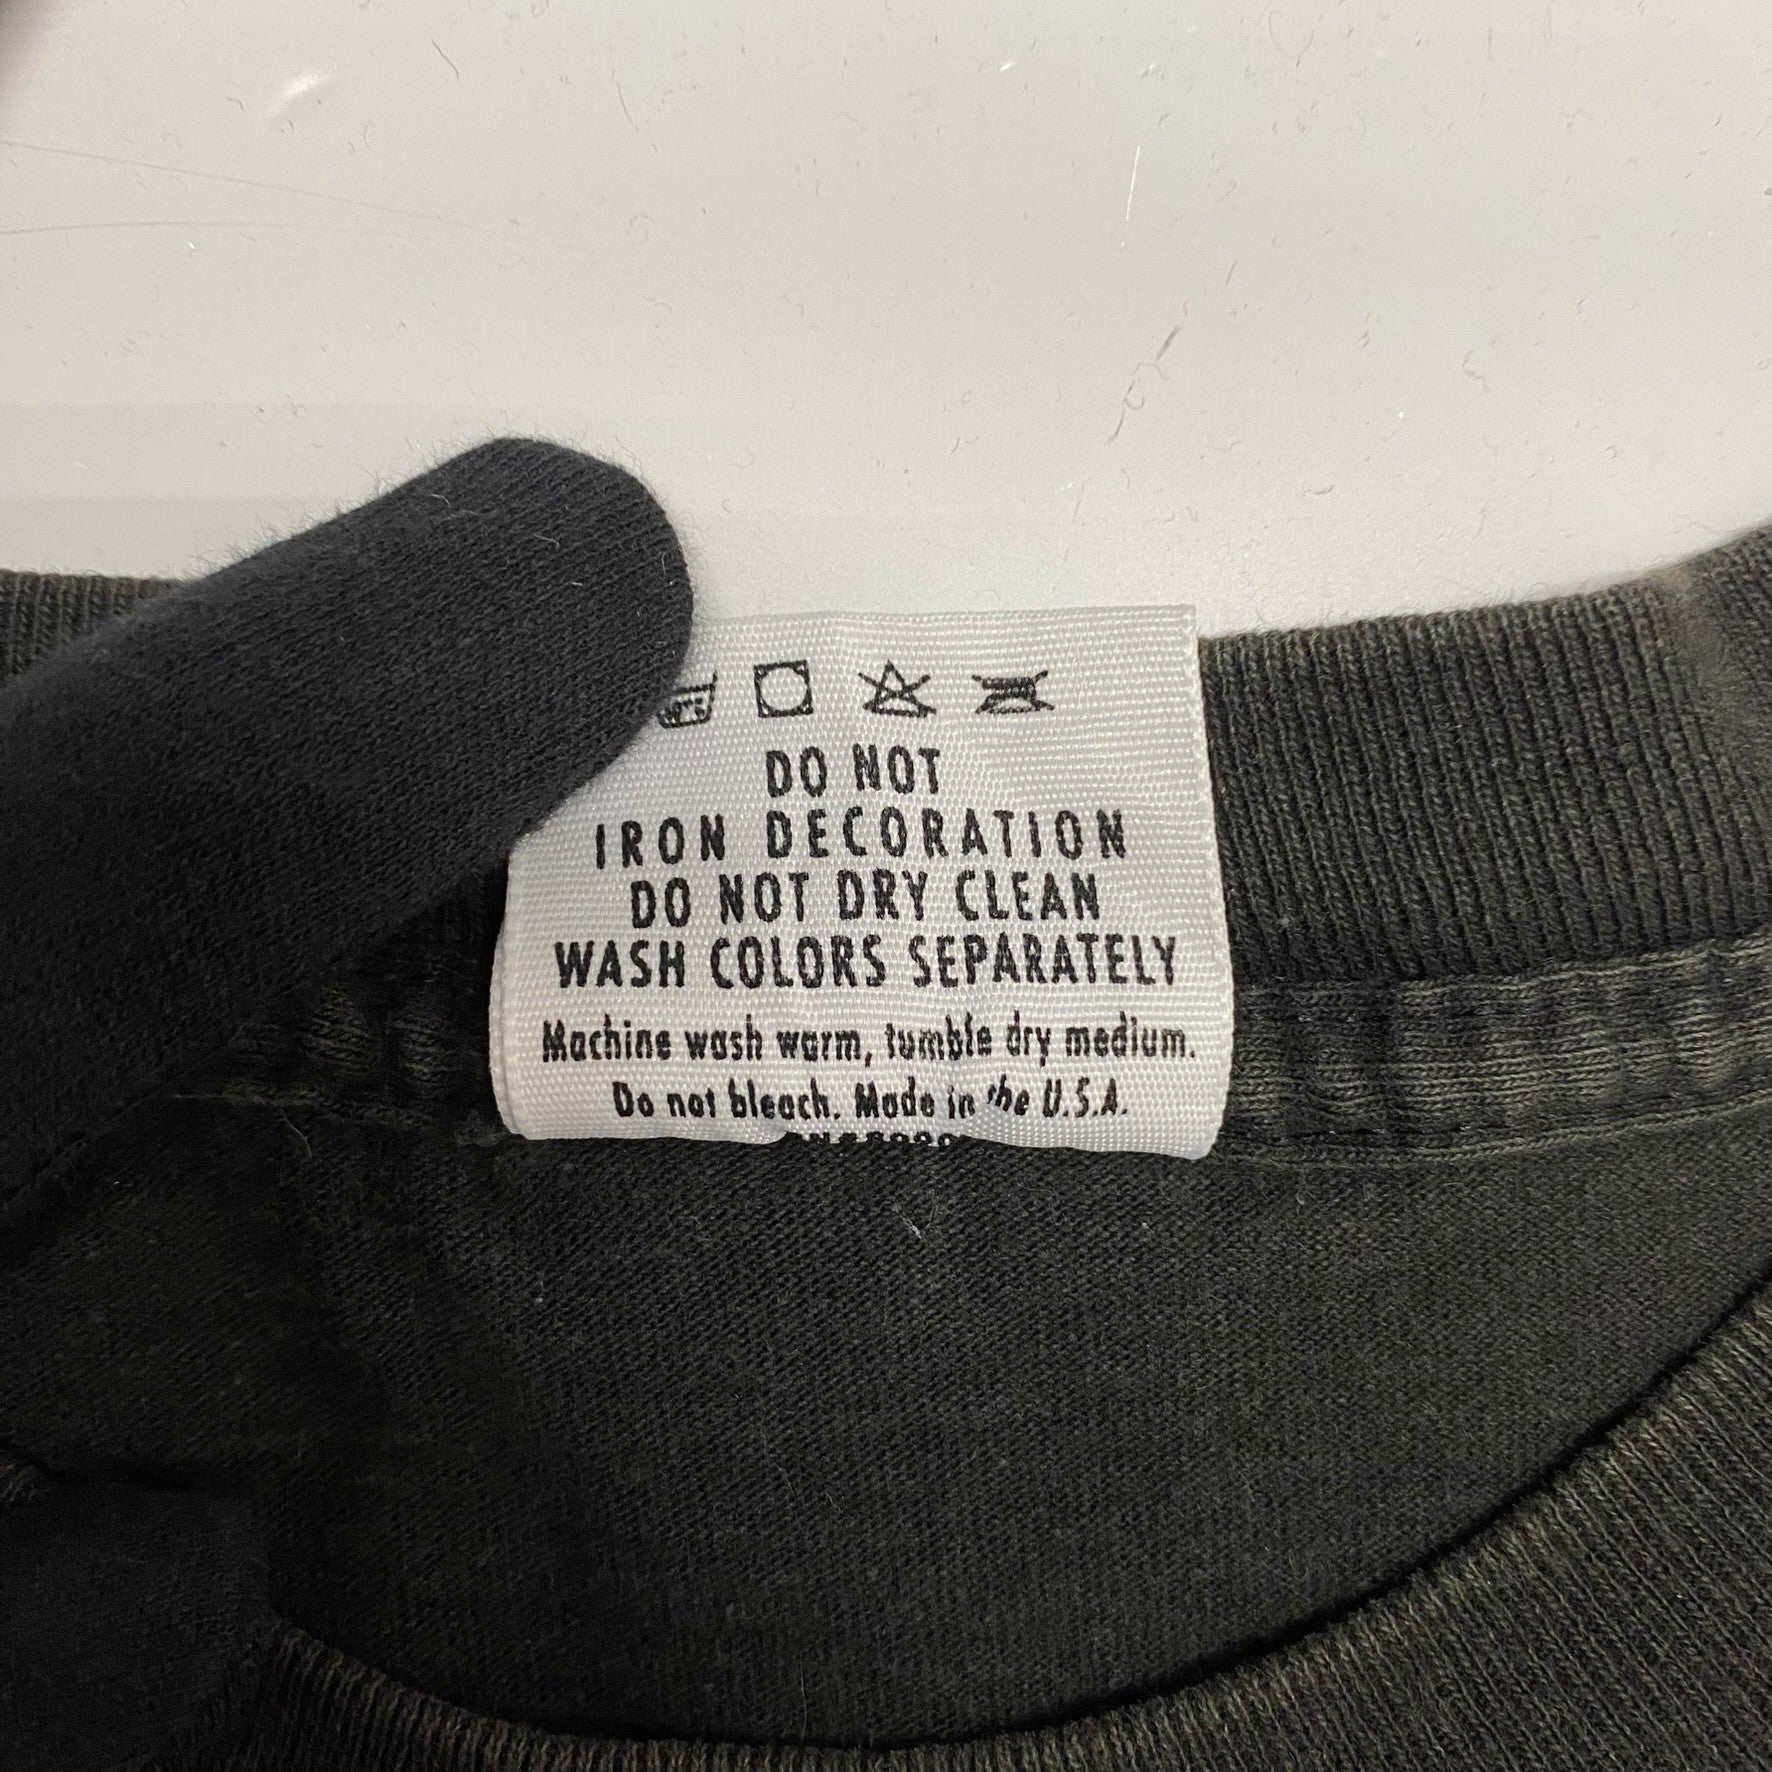 DO NOT
IRON DECORATION
DO NOT DRY CLEAN
WASH COLORS SEPARATELY
Machine wash warm, tumble dry medium.
Do not bleach. Made in the U.S.A.